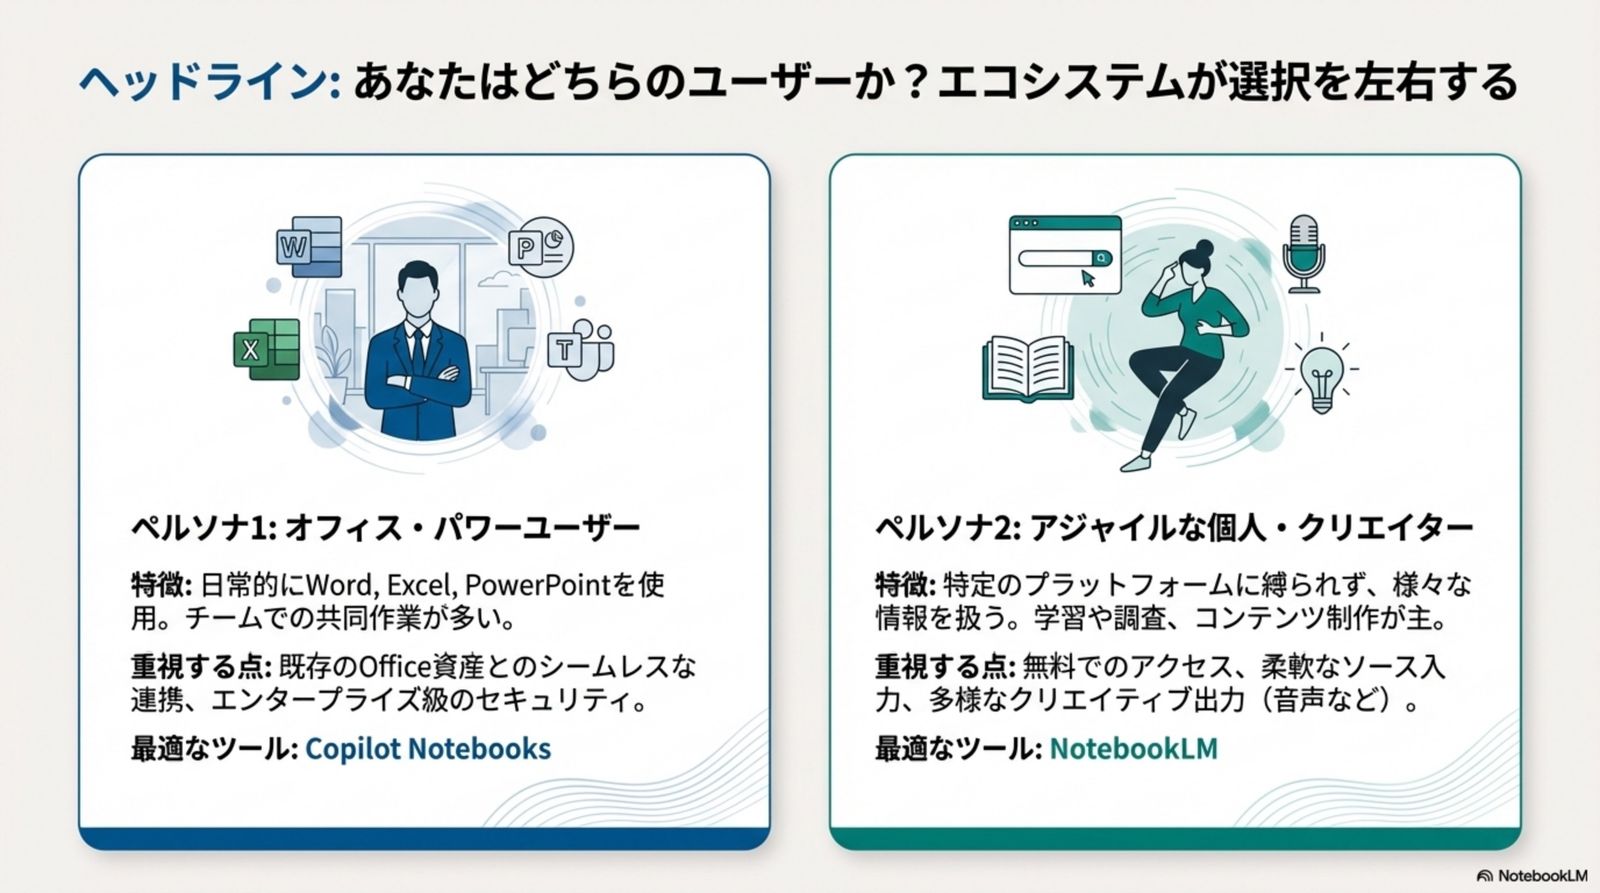 ヘッドライン: あなたはどちらのユーザーか？エコシステムが選択を左右する
W
P
X
T
ペルソナ1: オフィス・パワーユーザー
特徴: 日常的にWord, Excel, PowerPointを使
用。チームでの共同作業が多い。
重視する点: 既存のOffice資産とのシームレスな
連携、エンタープライズ級のセキュリティ。
最適なツール: Copilot Notebooks
ペルソナ2: アジャイルな個人・クリエイター
特徴: 特定のプラットフォームに縛られず、様々な
情報を扱う。学習や調査、コンテンツ制作が主。
重視する点: 無料でのアクセス、柔軟なソース入
力、多様なクリエイティブ出力（音声など）。
最適なツール: NotebookLM
NotebookLM